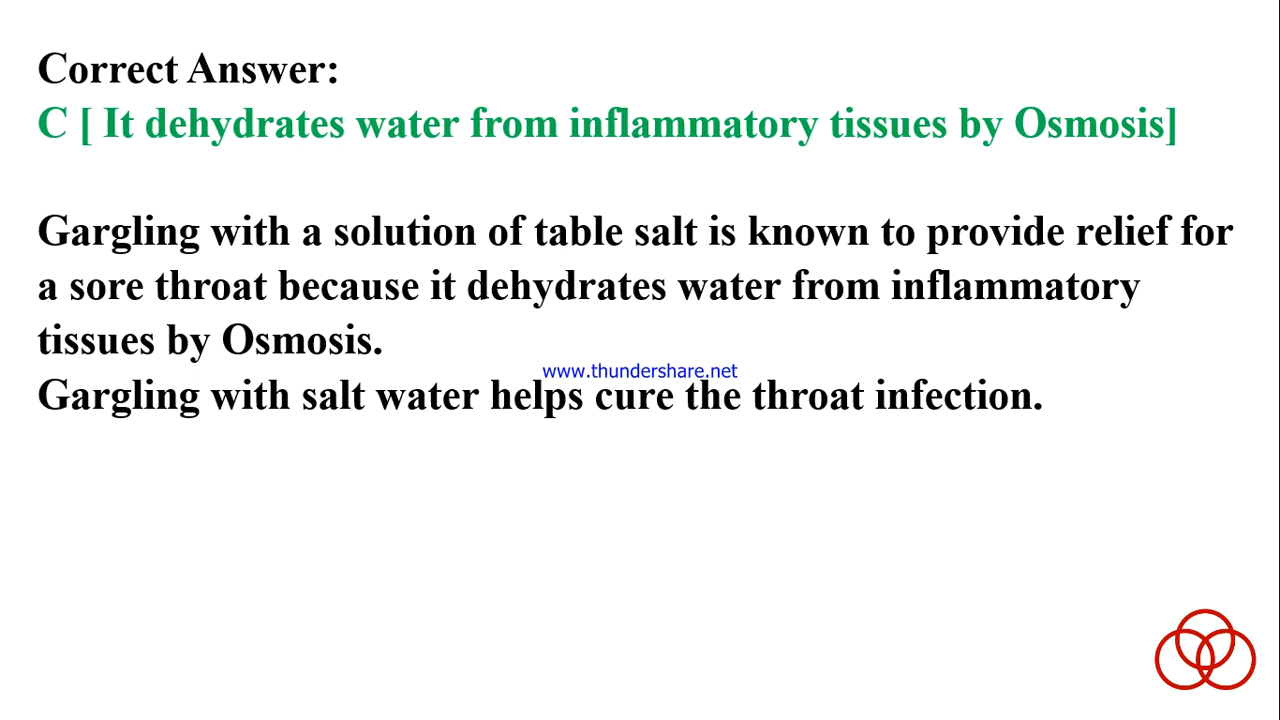 Correct Answer:
C [ It dehydrates water from inflammatory tissues by Osmosis]
Gargling with a solution of table salt is known to provide relief for
a sore throat because it dehydrates water from inflammatory
tissues by Osmosis.
www.thundershare.net
Gargling with salt water helps cure the throat infection.